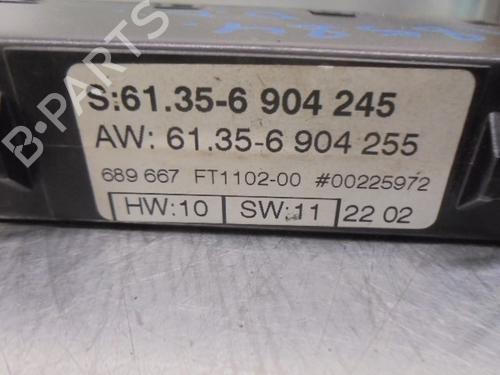 S:61.35-6 904 245
AW: 61.35-6 904 255
689 667 FT1102-00 #00225972
HW:10 SW:11 22 02